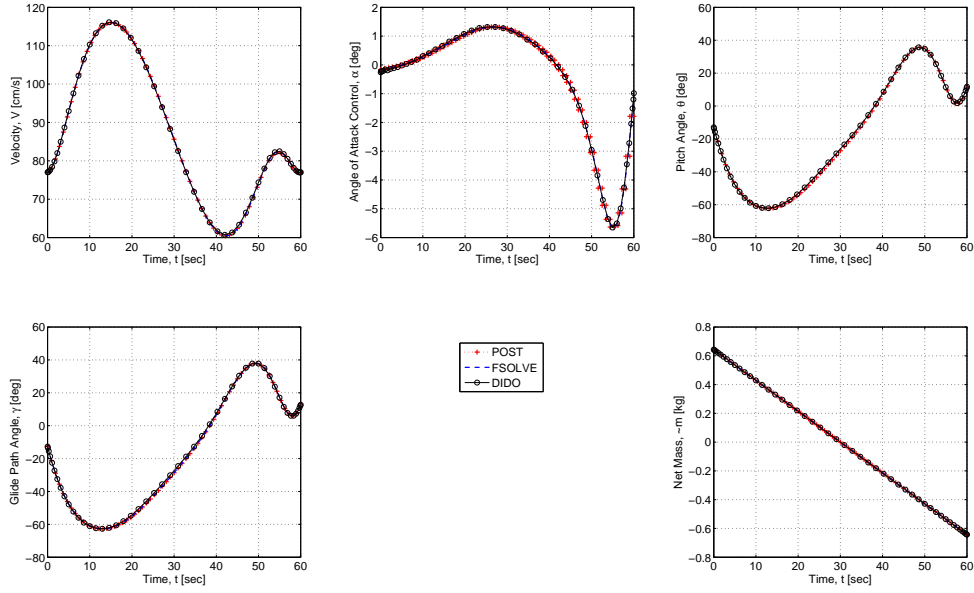 120
110
100
90
80
70
60
Velocity, V [cm/s]
0 10 20 30 40 50 60
Time, t [sec]
2
1
0
−1
−2
−3
−4
−5
−6
Angle of Attack Control, α [deg]
0 10 20 30 40 50 60
Time, t [sec]
60
40
20
0
−20
−40
−60
−80
Pitch Angle, θ [deg]
0 10 20 30 40 50 60
Time, t [sec]
60
40
20
0
−20
−40
−60
−80
Glide Path Angle, γ [deg]
0 10 20 30 40 50 60
Time, t [sec]
POST
FSOLVE
DIDO
0.8
0.6
0.4
0.2
0
−0.2
−0.4
−0.6
−0.8
Net Mass, ~m [kg]
0 10 20 30 40 50 60
Time, t [sec]